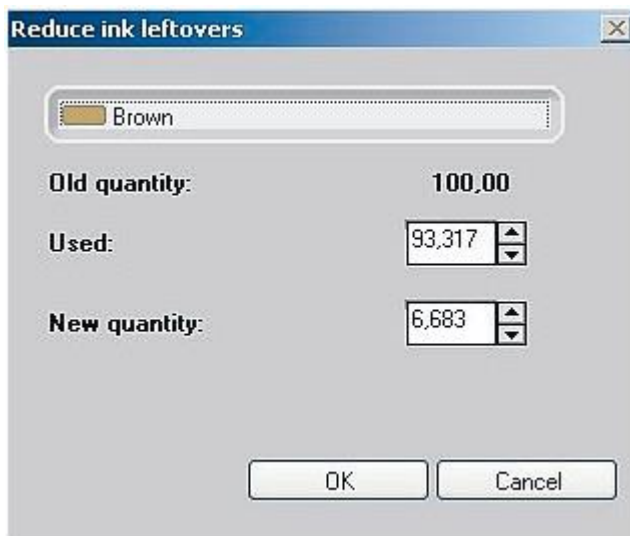 Reduce ink leftovers
Brown
Old quantity: 100,00
Used: 93,317
New quantity: 6,683
OK Cancel